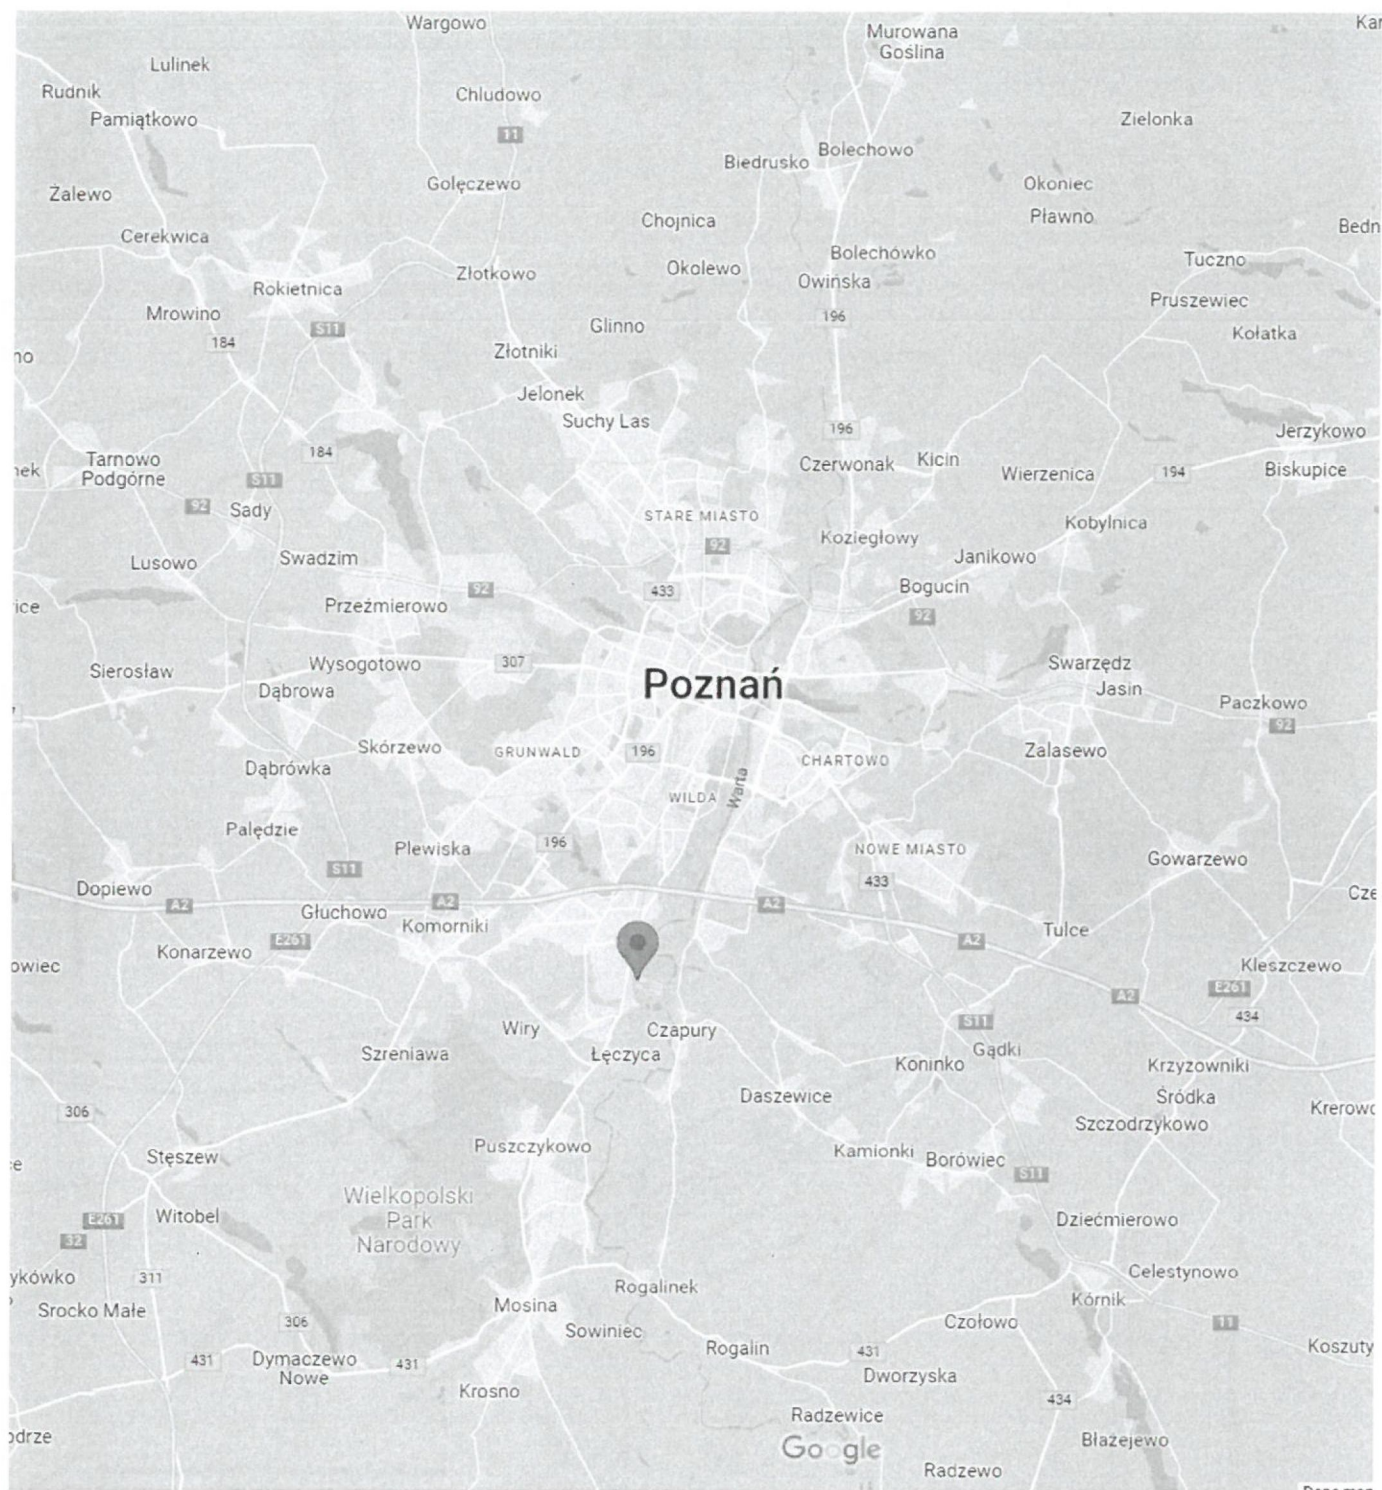 Wargowo
Murowana
Goślina
Lulinek
Rudnik
Chludowo
Pamiątkowo
Zielonka
11
Bolechowo
Biedrusko
Golęczewo
Okoniec
Żalewo
Pławno
Chojnica
Cerekwica
Bolechówko
Tuczno
Okolewo
Złotkowo
Owińska
Rokietnica
Pruszewiec
Mrowino
196
Glinno
S11
Kołatka
184
Złotniki
Jelonek
Suchy Las
196
Jerzykowo
184
Tarnowo
Podgórne
Kicin
Czerwonak
Biskupice
Wierzenica
194
S11
92
Sady
STARE MIASTO
Kobylnica
Koziegłowy
92
Janikowo
Swadzim
Lusowo
Bogucin
92
433
Przeźmierowo
92
Wysogotowo
307
Swarzędz
Sierosław
Poznań
Dąbrowa
Jasin
Paczkowo
92
Skórzewo
GRUNWALD
196
CHARTOWO
Zalasewo
Dąbrówka
Warta
WILDA
Palędzie
196
Plewiska
NOWE MIASTO
Gowarzewo
S11
433
Dopiewo
A2
A2
A2
Głuchowo
Komorniki
Tulce
E261
A2
Konarzewo
Kleszczewo
E261
A2
434
S11
Wiry
Czapury
Szreniawa
Łęczyca
Gądki
Koninko
Krzyżowniki
Daszewice
Śródka
306
Szczodrzykowo
Puszczykowo
Kamionki
Stęszew
Borówiec
S11
Wielkopolski
Park
Narodowy
Witobel
E261
Dziećmierowo
32
311
Celestynowo
Rogalinek
Kórnik
Mosina
Srocko Małe
306
Czołowo
11
Sowiniec
Rogalin
431
431
Dymaczewo
Nowe
431
Dworzyska
Krosno
434
Radzewice
Google
Błażejewo
Radzewo